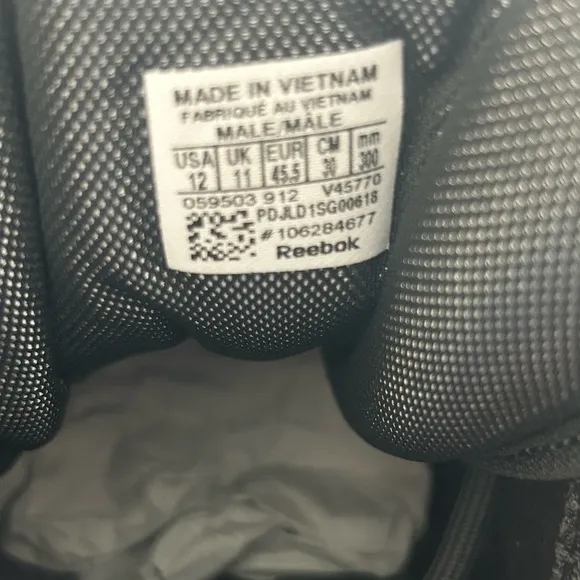 MADE IN VIETNAM
FABRIQUÉ AU VIETNAM
MALE/MÂLE
USA UK EUR CM mm
12 11 45.5 30 300
059503 912 V45770
PDJLD1SG00618
#106284677
Reebok